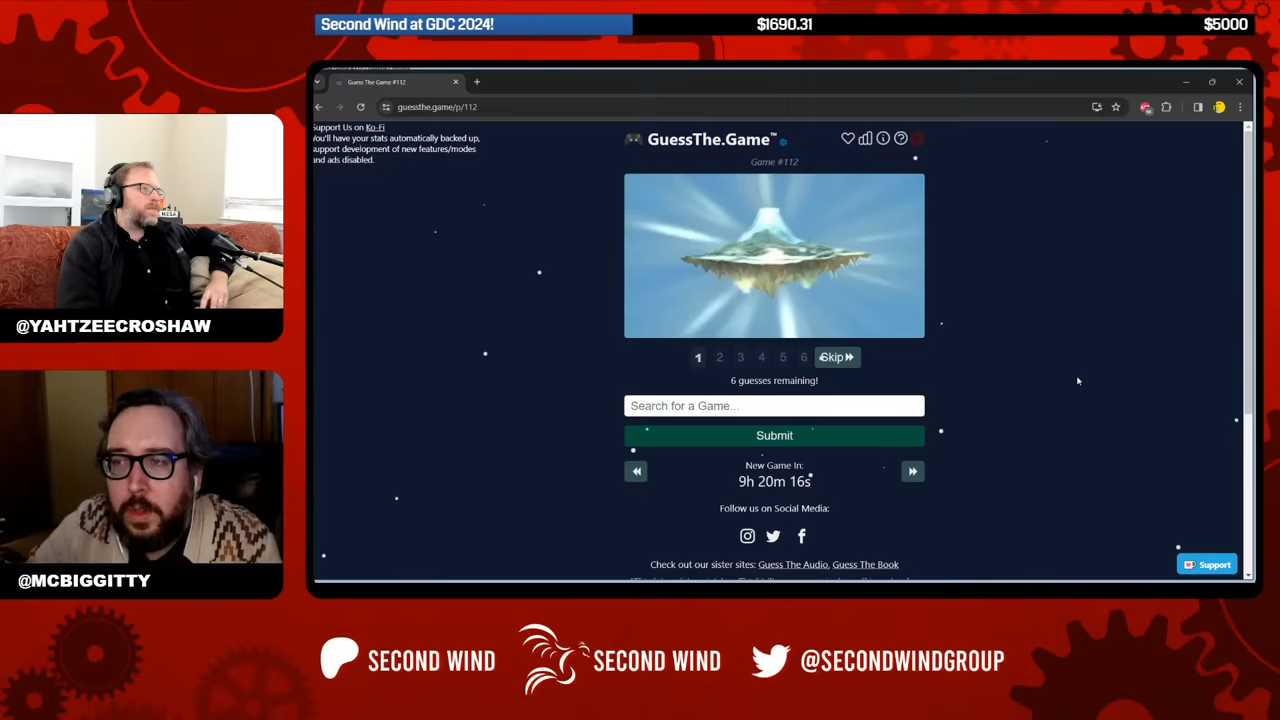 Second Wind at GDC 2024!
$1690.31
$5000
Guess The Game #112
guessthe.game/p/112
Support Us on Ko-Fi
You'll have your stats automatically backed up,
support development of new features/modes
and ads disabled.
GuessThe.Game™
Game #112
1 2 3 4 5 6 Skip
6 guesses remaining!
Search for a Game...
Submit
New Game In:
9h 20m 16s
Follow us on Social Media:
Check out our sister sites: Guess The Audio, Guess The Book
Support
@YAHTZEECROSHAW
@MCBIGGITTY
SECOND WIND
SECOND WIND
@SECONDWINDGROUP